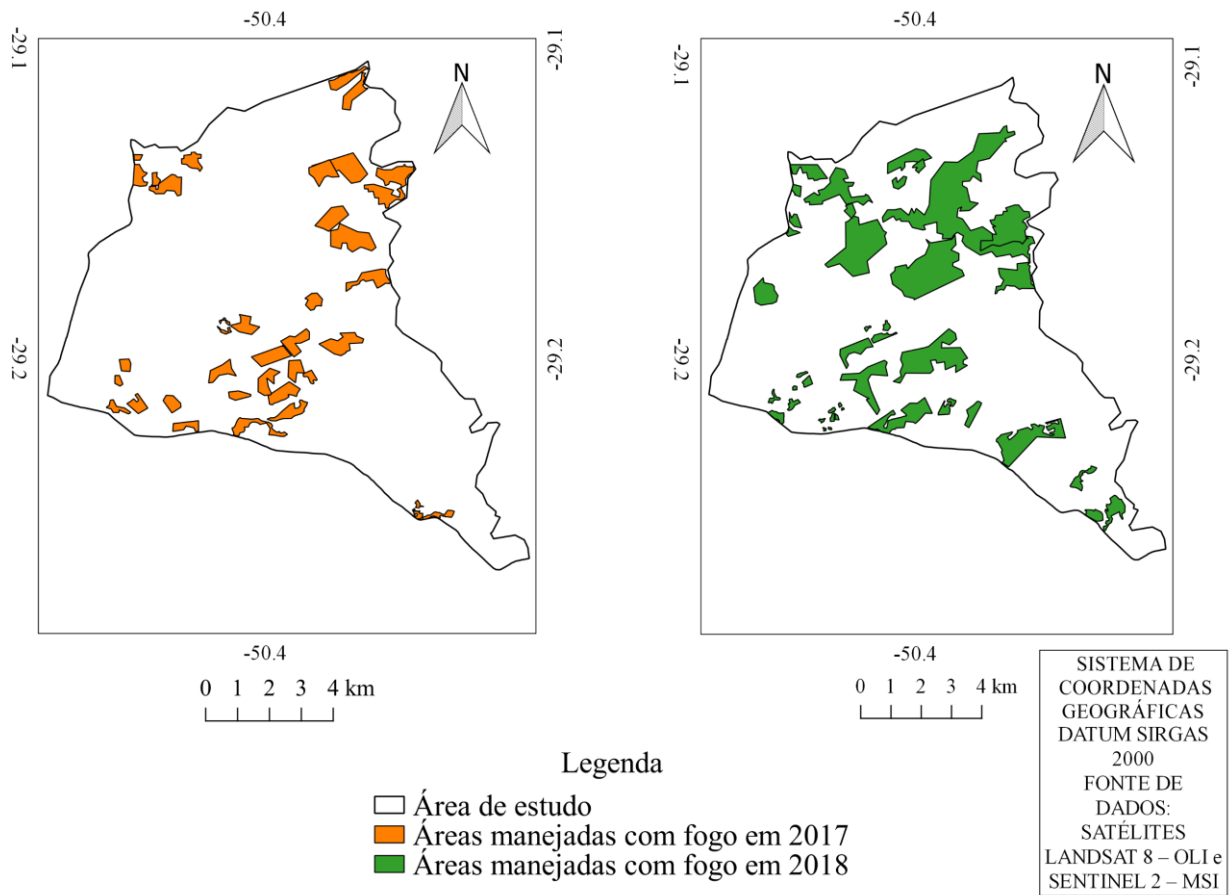 -50.4
-29.1
-29.1
N
-29.2
-29.2
-50.4
0 1 2 3 4 km
-50.4
-29.1
-29.1
N
-29.2
-29.2
-50.4
0 1 2 3 4 km
Legenda
Área de estudo
Áreas manejadas com fogo em 2017
Áreas manejadas com fogo em 2018
SISTEMA DE
COORDENADAS
GEOGRÁFICAS
DATUM SIRGAS
2000
FONTE DE
DADOS:
SATÉLITES
LANDSAT 8 – OLI e
SENTINEL 2 – MSI